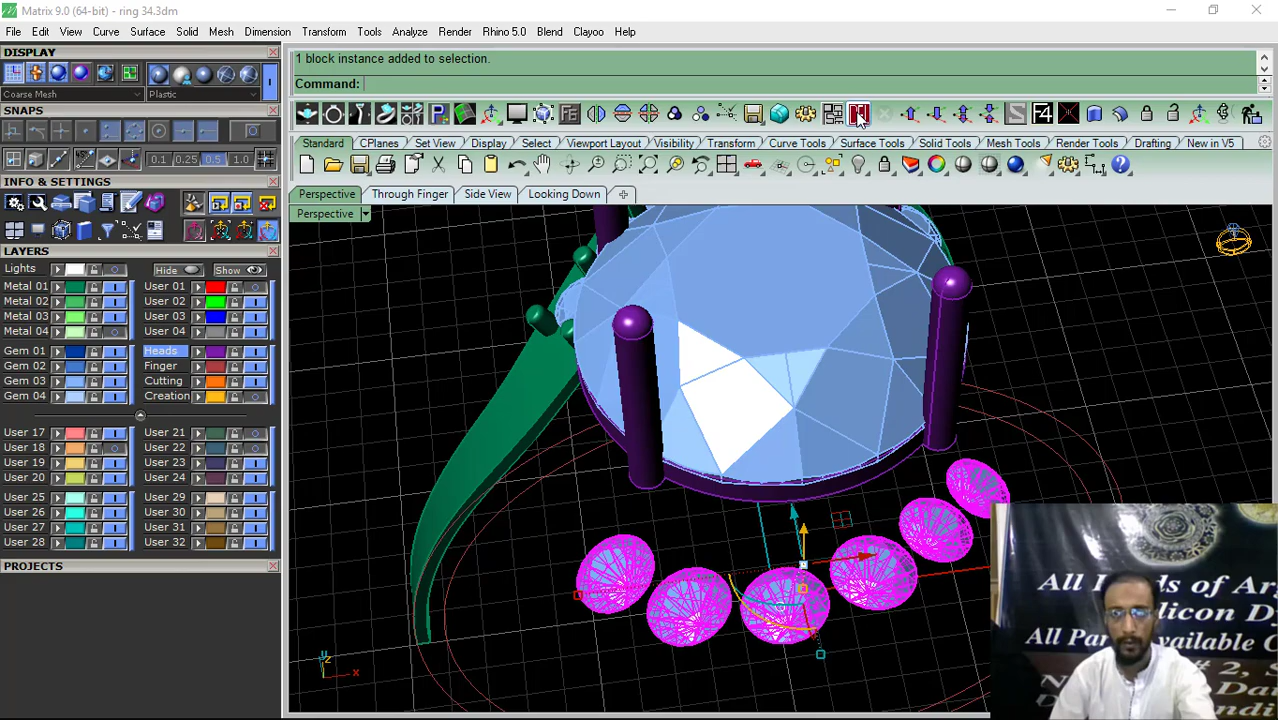 Matrix 9.0 (64-bit) - ring 34.3dm
File Edit View Curve Surface Solid Mesh Dimension Transform Tools Analyze Render Rhino 5.0 Blend Clayoo Help
DISPLAY
Coarse Mesh Plastic
SNAPS
0.1 0.25 0.5 1.0
INFO & SETTINGS
LAYERS
Lights Hide Show
Metal 01 User 01
Metal 02 User 02
Metal 03 User 03
Metal 04 User 04
Gem 01 Heads
Gem 02 Finger
Gem 03 Cutting
Gem 04 Creation
User 17 User 21
User 18 User 22
User 19 User 23
User 20 User 24
User 25 User 29
User 26 User 30
User 27 User 31
User 28 User 32
PROJECTS
1 block instance added to selection.
Command:
F4
Standard CPlanes Set View Display Select Viewport Layout Visibility Transform Curve Tools Surface Tools Solid Tools Mesh Tools Render Tools Drafting New in V5
Perspective Through Finger Side View Looking Down
Perspective
z
x